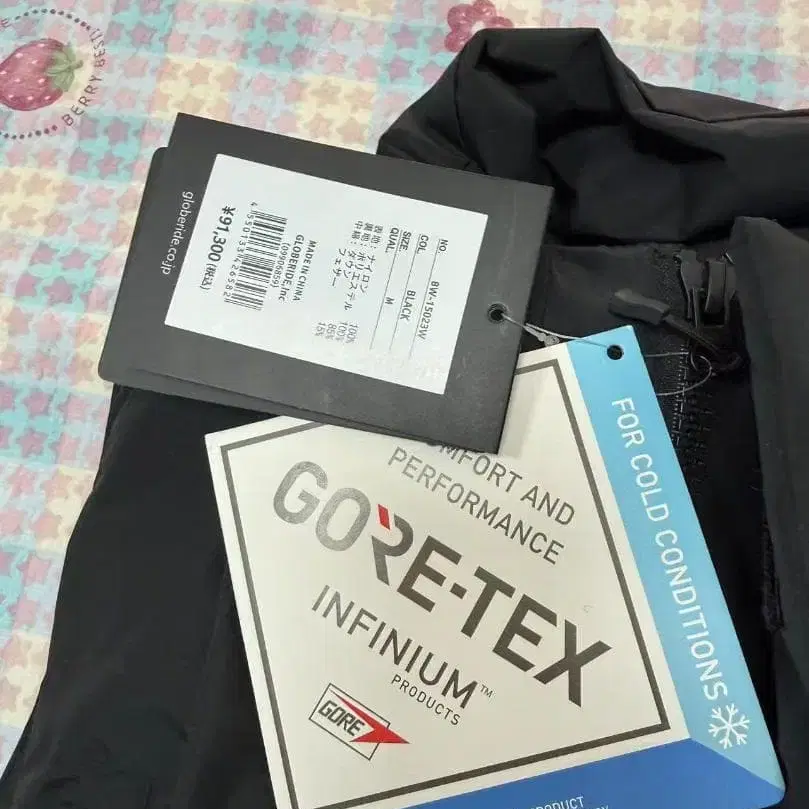 BERRY BEST
globeride.co.jp
NO. BW-15023W
COL. BLACK
SIZE. M
QUAL.
表地：ナイロン 100%
裏地：ポリエステル 100%
中綿：ダウン 85%
フェザー 15%
MADE IN CHINA
GLOBERIDE,Inc
(09906859)
¥91,300(税込)
COMFORT AND
PERFORMANCE
GORE-TEX
INFINIUM™
PRODUCTS
GORE
FOR COLD CONDITIONS
PRODUCT